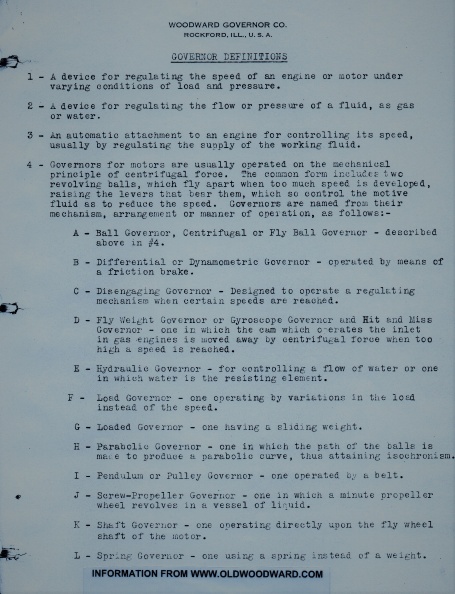 WOODWARD GOVERNOR CO.
ROCKFORD, ILL., U. S. A.
GOVERNOR DEFINITIONS
1 - A device for regulating the speed of an engine or motor under
varying conditions of load and pressure.
2 - A device for regulating the flow or pressure of a fluid, as gas
or water.
3 - An automatic attachment to an engine for controlling its speed,
usually by regulating the supply of the working fluid.
4 - Governors for motors are usually operated on the mechanical
principle of centrifugal force. The common form includes two
revolving balls, which fly apart when too much speed is developed,
raising the levers that bear them, which so control the motive
fluid as to reduce the speed. Governors are named from their
mechanism, arrangement or manner of operation, as follows:-
A - Ball Governor, Centrifugal or Fly Ball Governor - described
above in #4.
B - Differential or Dynamometric Governor - operated by means of
a friction brake.
C - Disengaging Governor - Designed to operate a regulating
mechanism when certain speeds are reached.
D - Fly Weight Governor or Gyroscope Governor and Hit and Miss
Governor - one in which the cam which operates the inlet
in gas engines is moved away by centrifugal force when too
high a speed is reached.
E - Hydraulic Governor - for controlling a flow of water or one
in which water is the resisting element.
F - Load Governor - one operating by variations in the load
instead of the speed.
G - Loaded Governor - one having a sliding weight.
H - Parabolic Governor - one in which the path of the balls is
made to produce a parabolic curve, thus attaining isochronism.
I - Pendulum or Pulley Governor - one operated by a belt.
J - Screw-Propeller Governor - one in which a minute propeller
wheel revolves in a vessel of liquid.
K - Shaft Governor - one operating directly upon the fly wheel
shaft of the motor.
L - Spring Governor - one using a spring instead of a weight.
INFORMATION FROM WWW.OLDWOODWARD.COM